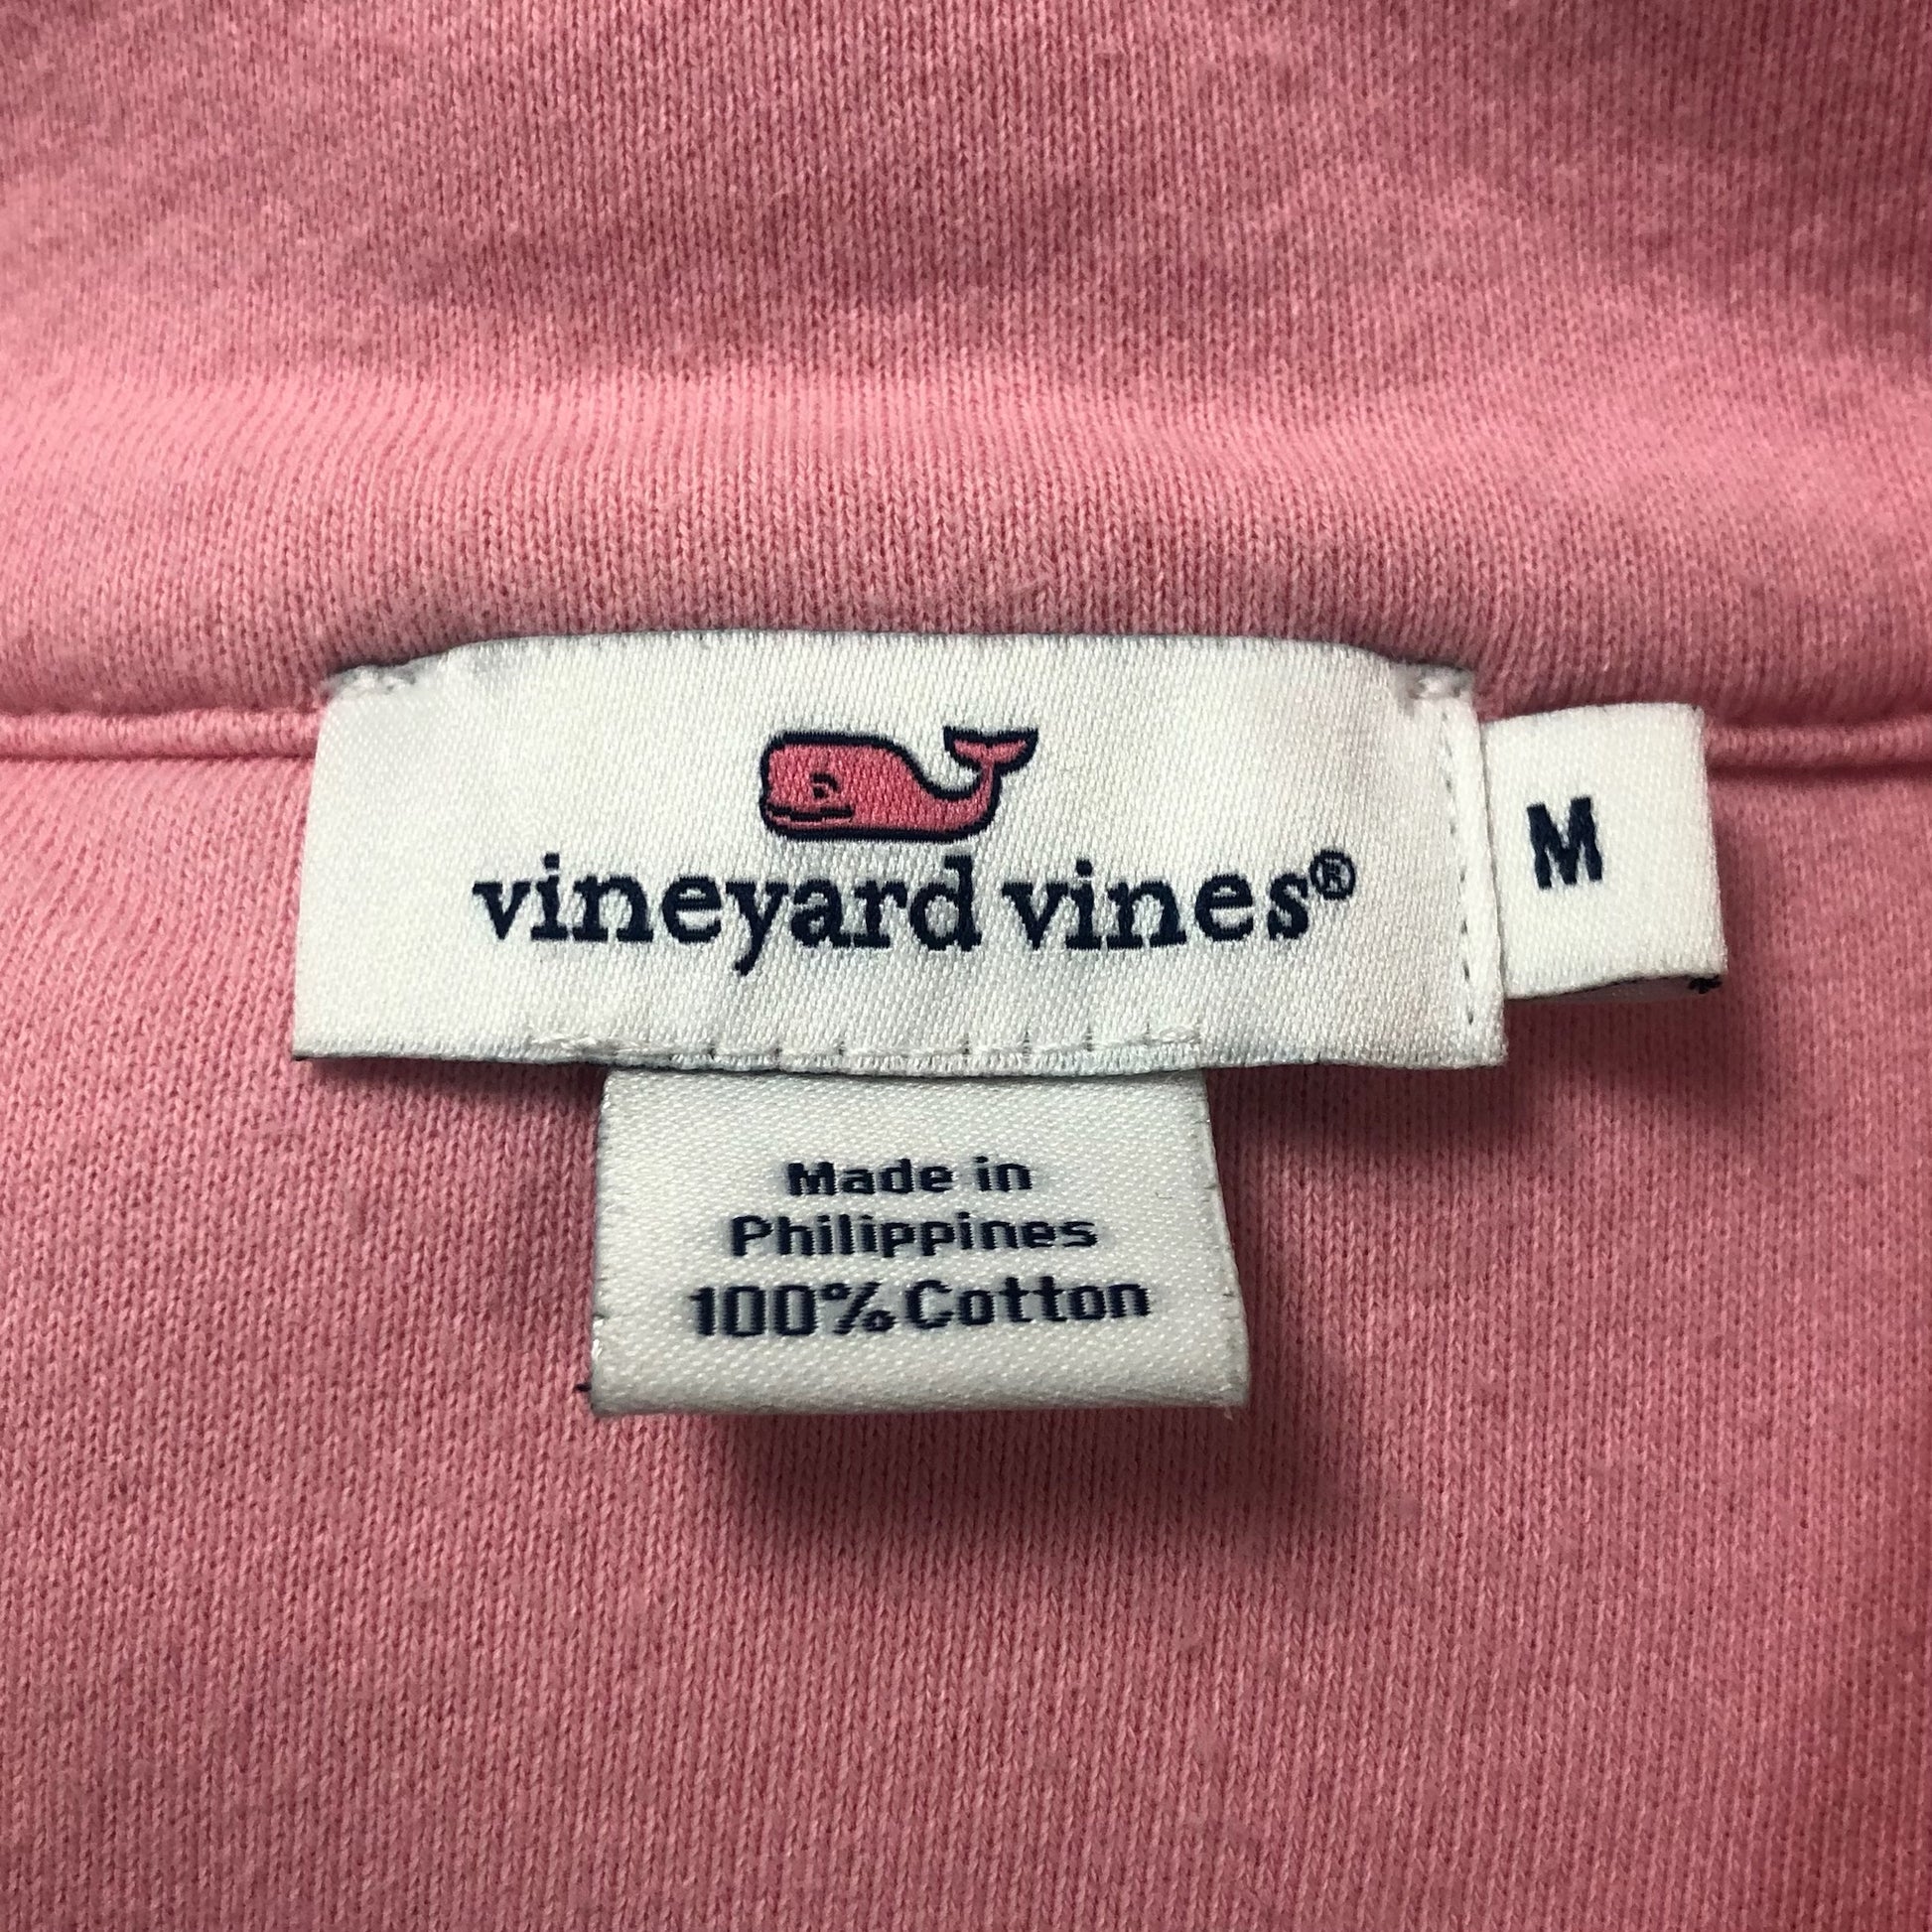 vineyard vines®
M
Made in
Philippines
100% Cotton